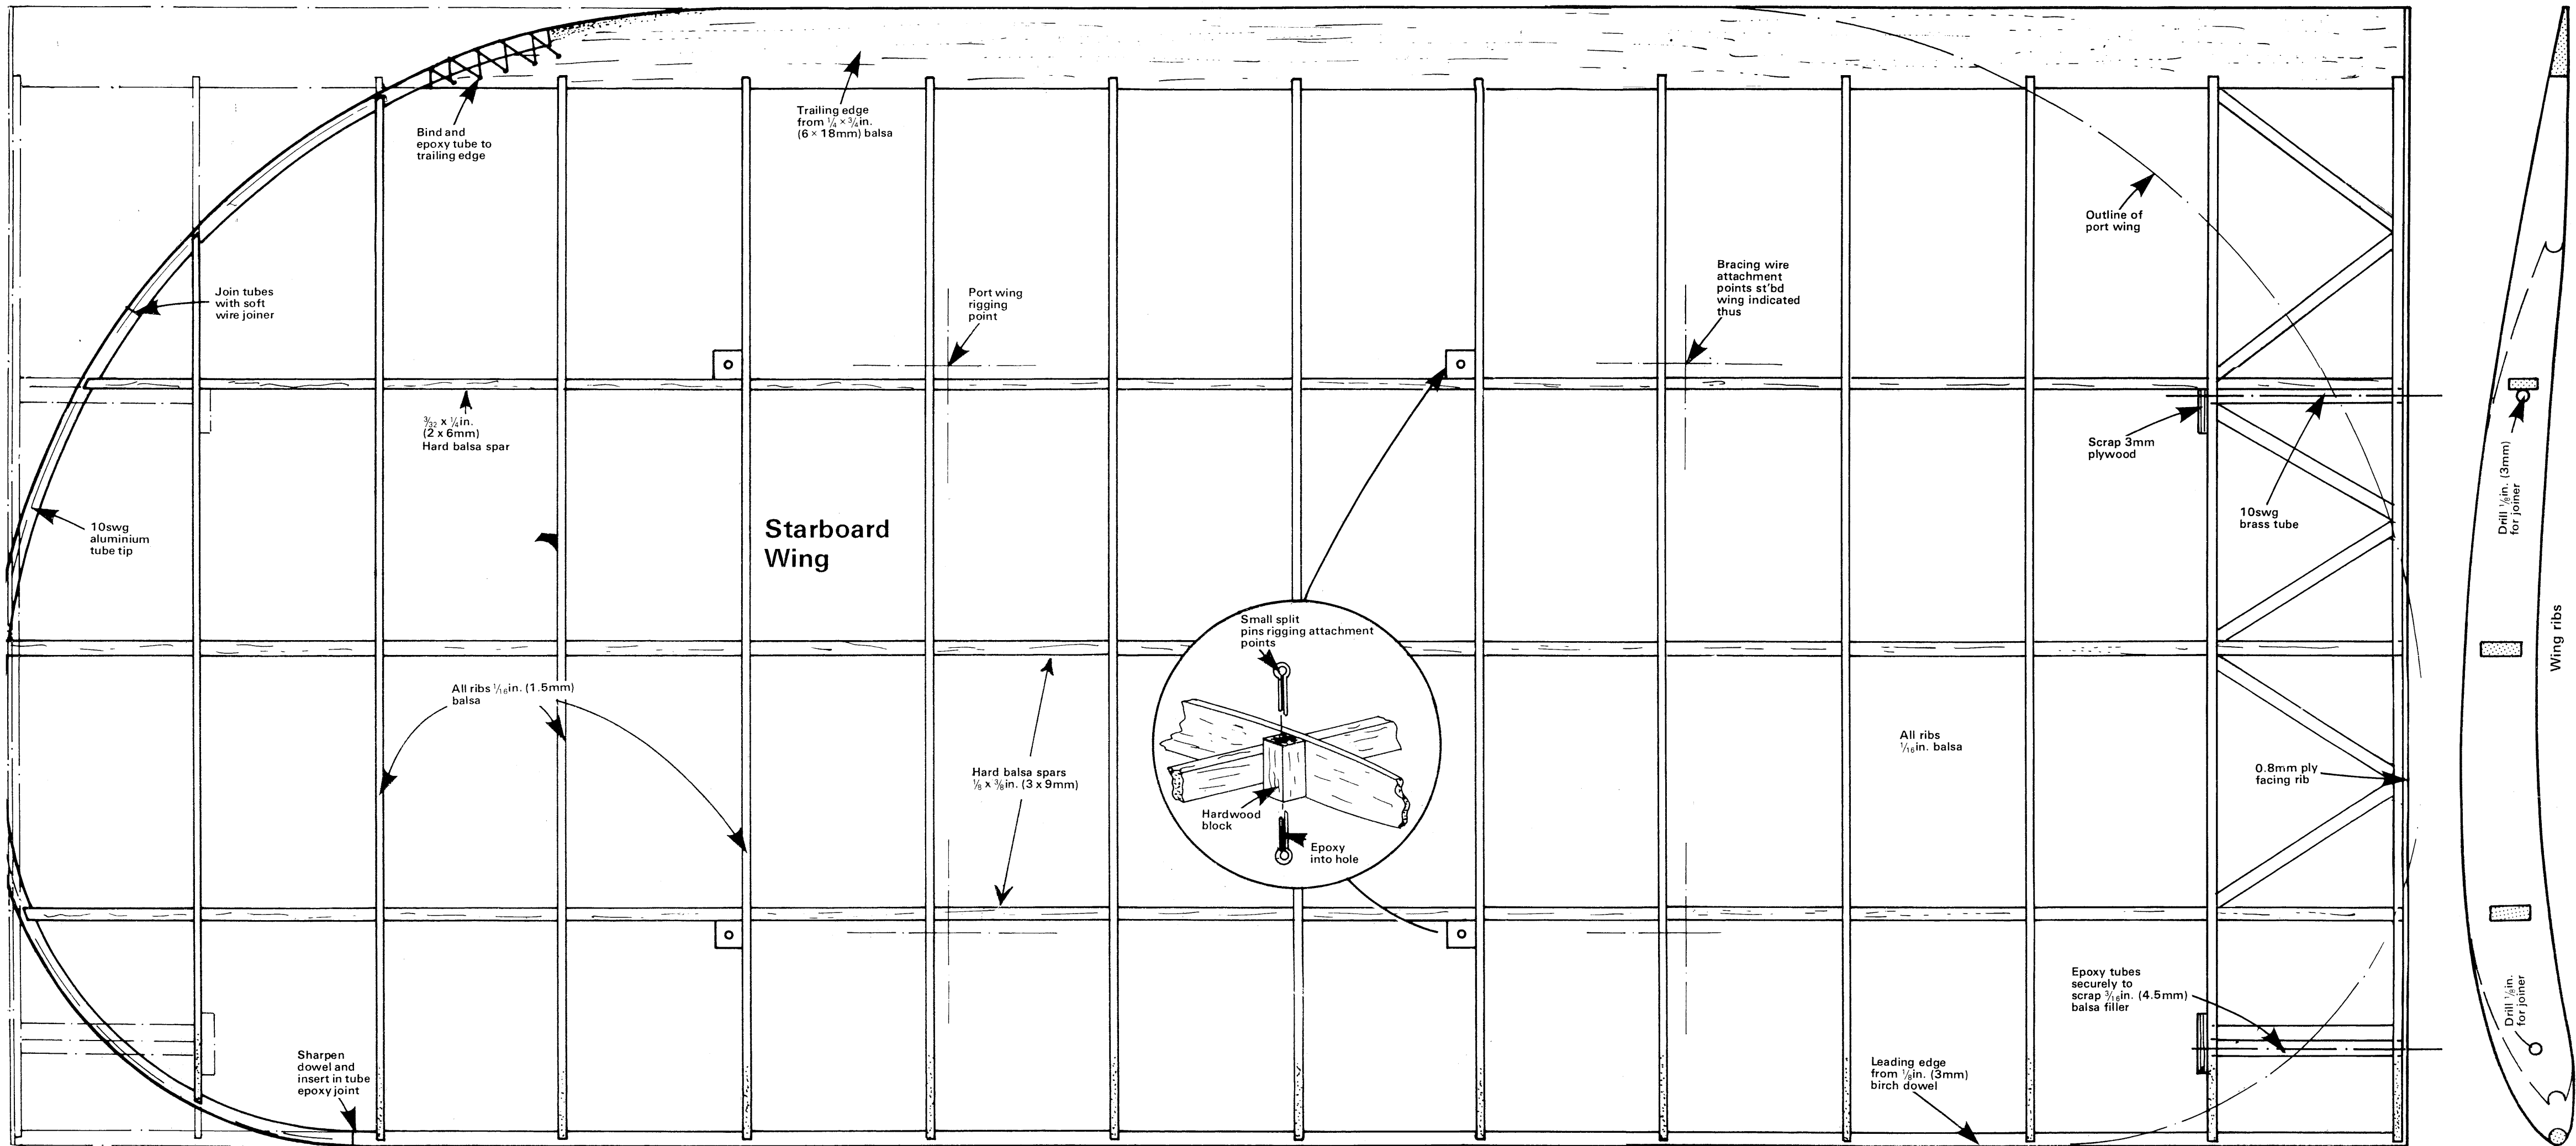 Bind and
epoxy tube to
trailing edge
Trailing edge
from 1/4 × 3/4in.
(6 × 18mm) balsa
Outline of
port wing
Join tubes
with soft
wire joiner
Port wing
rigging
point
Bracing wire
attachment
points st'bd
wing indicated
thus
3/32 x 1/4in.
(2 x 6mm)
Hard balsa spar
Scrap 3mm
plywood
10swg
brass tube
Drill 1/8in. (3mm)
for joiner
10swg
aluminium
tube tip
Starboard
Wing
Small split
pins rigging attachment
points
Wing ribs
All ribs 1/16in. (1.5mm)
balsa
Hard balsa spars
1/8 x 3/8in. (3 x 9mm)
Hardwood
block
Epoxy
into hole
All ribs
1/16in. balsa
0.8mm ply
facing rib
Epoxy tubes
securely to
scrap 3/16in. (4.5mm)
balsa filler
Drill 1/8in.
for joiner
Sharpen
dowel and
insert in tube
epoxy joint
Leading edge
from 1/8in. (3mm)
birch dowel